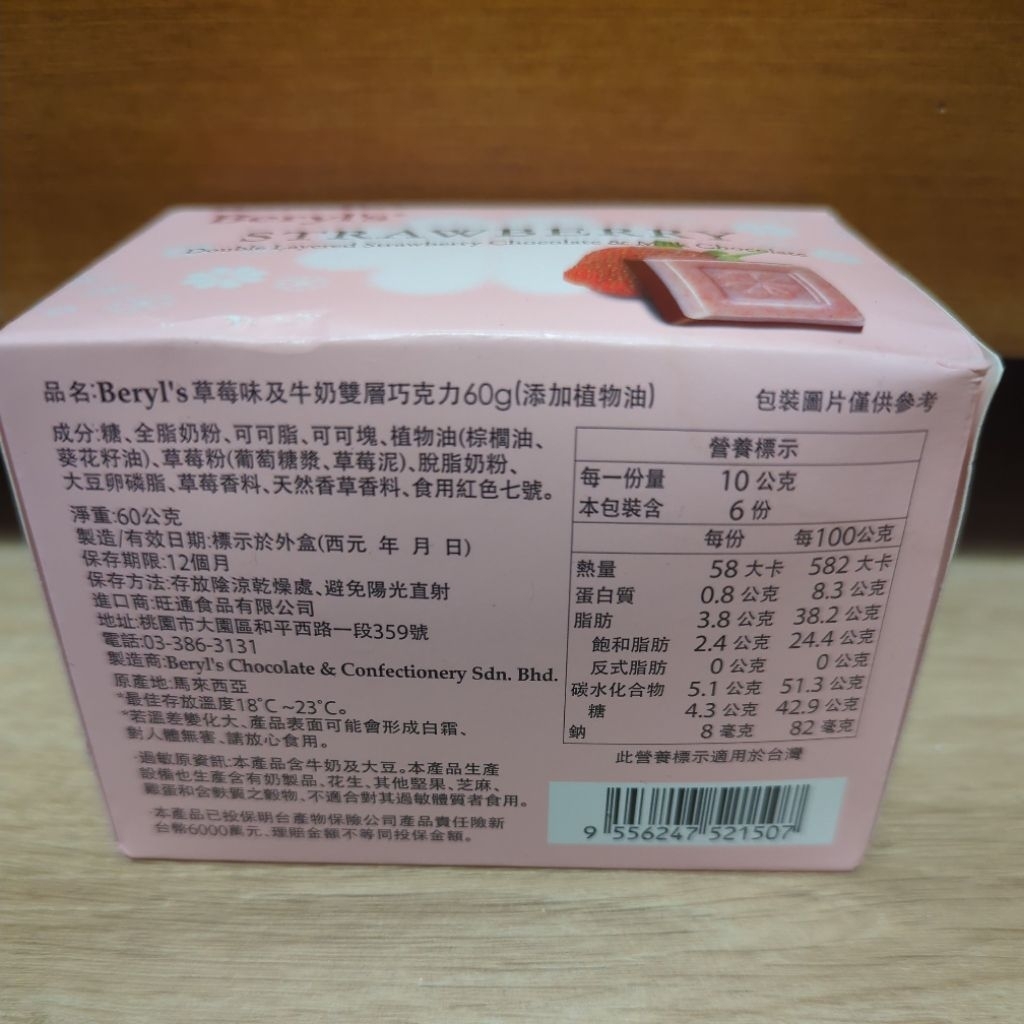 Beryl's
STRAWBERRY
Double Layered Strawberry Chocolate & Milk Chocolate
品名:Beryl's草莓味及牛奶雙層巧克力60g(添加植物油)
包裝圖片僅供參考
成分:糖、全脂奶粉、可可脂、可可塊、植物油(棕櫚油、
葵花籽油)、草莓粉(葡萄糖漿、草莓泥)、脫脂奶粉、
大豆卵磷脂、草莓香料、天然香草香料、食用紅色七號。
淨重:60公克
製造/有效日期:標示於外盒(西元 年 月 日)
保存期限:12個月
保存方法:存放陰涼乾燥處、避免陽光直射
進口商:旺通食品有限公司
地址:桃園市大園區和平西路一段359號
電話:03-386-3131
製造商:Beryl's Chocolate & Confectionery Sdn. Bhd.
原產地:馬來西亞
*最佳存放溫度18°C ~23°C。
*若溫差變化大、產品表面可能會形成白霜、
對人體無害、請放心食用。
·過敏原資訊:本產品含牛奶及大豆。本產品生產
設備也生產含有奶製品、花生、其他堅果、芝麻、
雞蛋和含麩質之穀物、不適合對其過敏體質者食用。
·本產品已投保明台產物保險公司產品責任險新
台幣6000萬元、理賠金額不等同投保金額。
營養標示
每一份量 10 公克
本包裝含 6 份
每份 每100公克
熱量 58 大卡 582 大卡
蛋白質 0.8 公克 8.3 公克
脂肪 3.8 公克 38.2 公克
飽和脂肪 2.4 公克 24.4 公克
反式脂肪 0 公克 0 公克
碳水化合物 5.1 公克 51.3 公克
糖 4.3 公克 42.9 公克
鈉 8 毫克 82 毫克
此營養標示適用於台灣
9 556247 521507